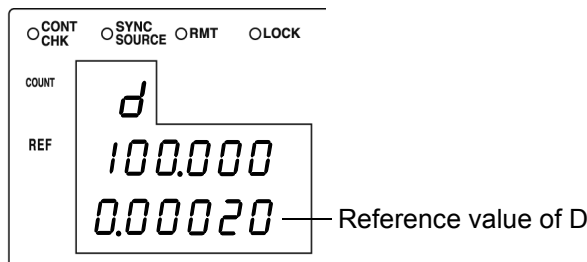 CONT CHK SYNC SOURCE RMT LOCK
COUNT d
REF 100.000
0.00020 Reference value of D